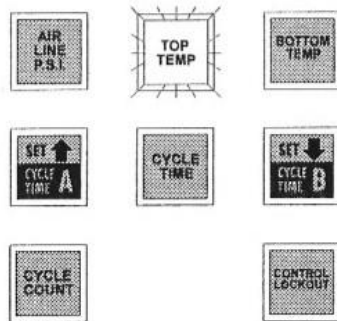 AIR
LINE
P.S.I.
TOP
TEMP
BOTTOM
TEMP
SET
CYCLE
TIME A
CYCLE
TIME
SET
CYCLE
TIME B
CYCLE
COUNT
CONTROL
LOCKOUT